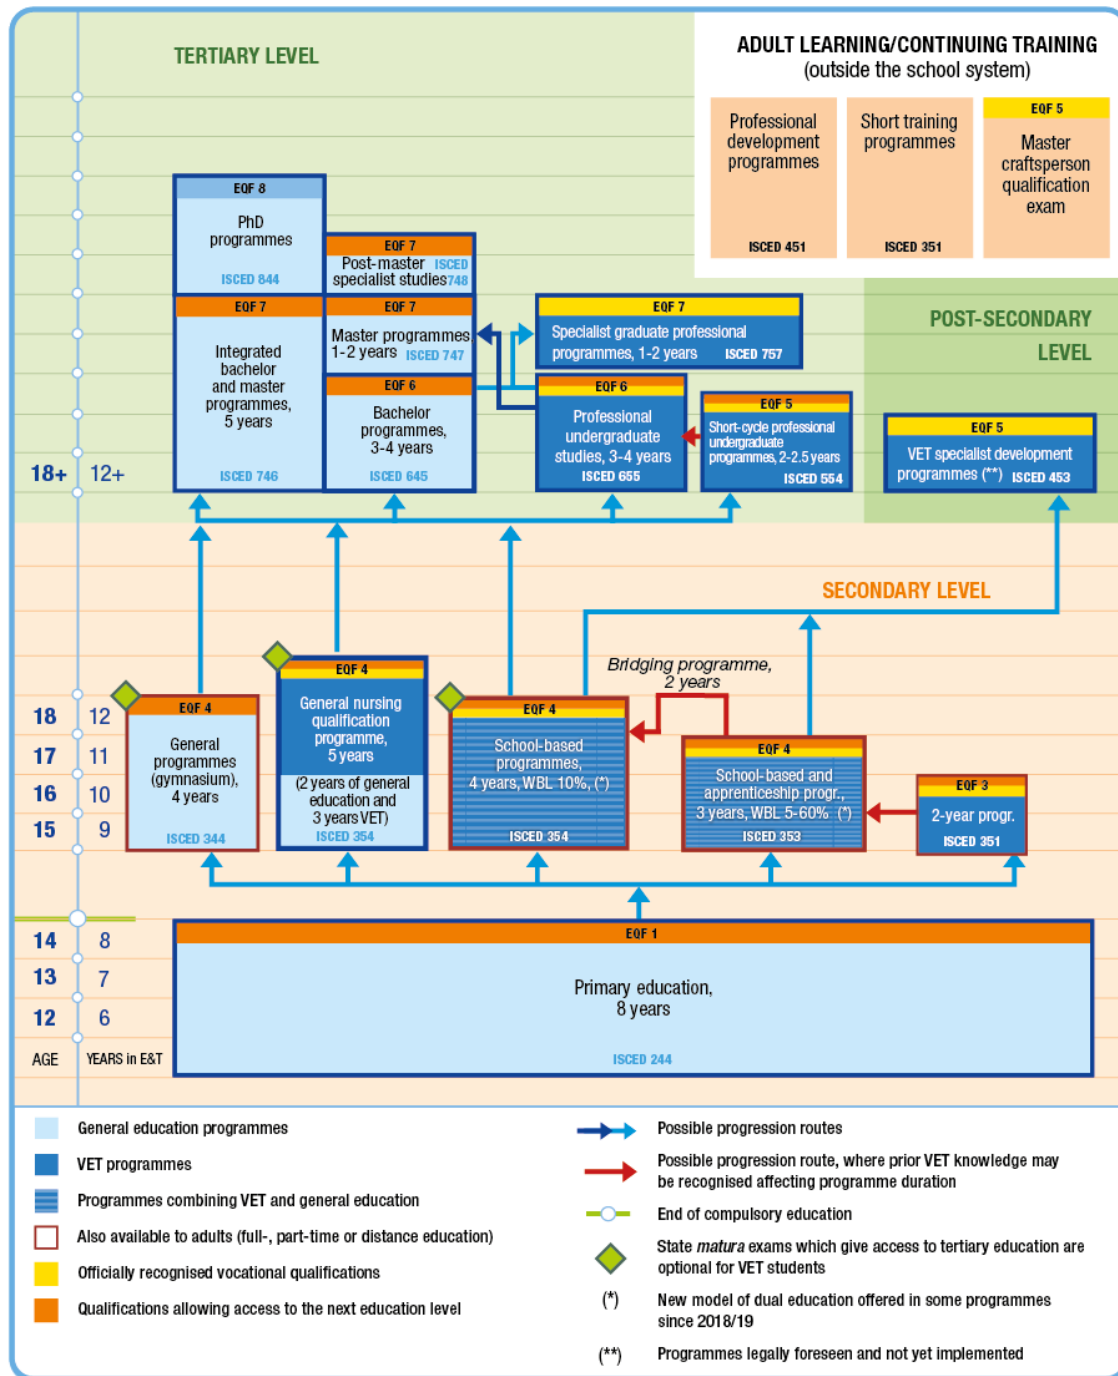 TERTIARY LEVEL
ADULT LEARNING/CONTINUING TRAINING
(outside the school system)
Professional
development
programmes
ISCED 451
Short training
programmes
ISCED 351
EQF 5
Master
craftsperson
qualification
exam
EQF 8
PhD
programmes
ISCED 844
EQF 7
Post-master ISCED
specialist studies 748
EQF 7
Integrated
bachelor
and master
programmes,
5 years
ISCED 746
EQF 7
Master programmes,
1-2 years ISCED 747
EQF 6
Bachelor
programmes,
3-4 years
ISCED 645
EQF 7
Specialist graduate professional
programmes, 1-2 years ISCED 757
EQF 6
Professional
undergraduate
studies, 3-4 years
ISCED 655
EQF 5
Short-cycle professional
undergraduate
programmes, 2-2.5 years
ISCED 554
POST-SECONDARY
LEVEL
EQF 5
VET specialist development
programmes (**) ISCED 453
18+ 12+
SECONDARY LEVEL
Bridging programme,
2 years
EQF 4
General
programmes
(gymnasium),
4 years
ISCED 344
EQF 4
General nursing
qualification
programme,
5 years
(2 years of general
education and
3 years VET)
ISCED 354
EQF 4
School-based
programmes,
4 years, WBL 10%, (*)
ISCED 354
EQF 4
School-based and
apprenticeship progr.,
3 years, WBL 5-60% (*)
ISCED 353
EQF 3
2-year progr.
ISCED 351
18 12
17 11
16 10
15 9
14 8
13 7
12 6
AGE YEARS in E&T
EQF 1
Primary education,
8 years
ISCED 244
General education programmes
VET programmes
Programmes combining VET and general education
Also available to adults (full-, part-time or distance education)
Officially recognised vocational qualifications
Qualifications allowing access to the next education level
Possible progression routes
Possible progression route, where prior VET knowledge may
be recognised affecting programme duration
End of compulsory education
State matura exams which give access to tertiary education are
optional for VET students
(*) New model of dual education offered in some programmes
since 2018/19
(**) Programmes legally foreseen and not yet implemented